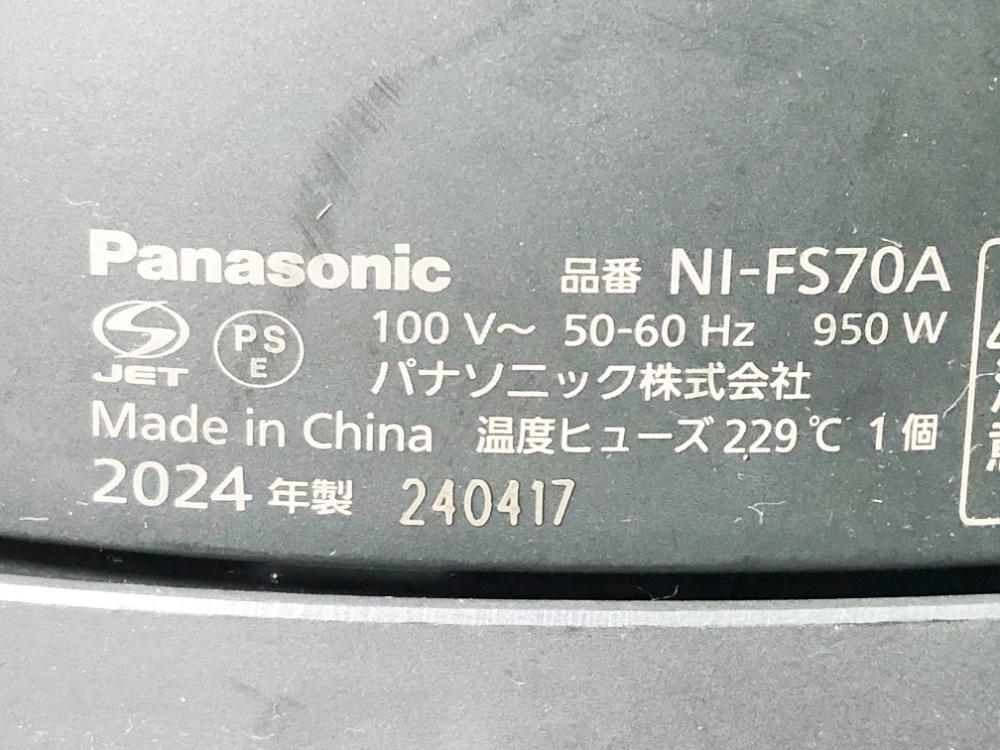 Panasonic 品番 NI-FS70A
JET PSE 100 V～ 50-60 Hz 950 W
パナソニック株式会社
Made in China 温度ヒューズ 229℃ 1個
2024 年製 240417